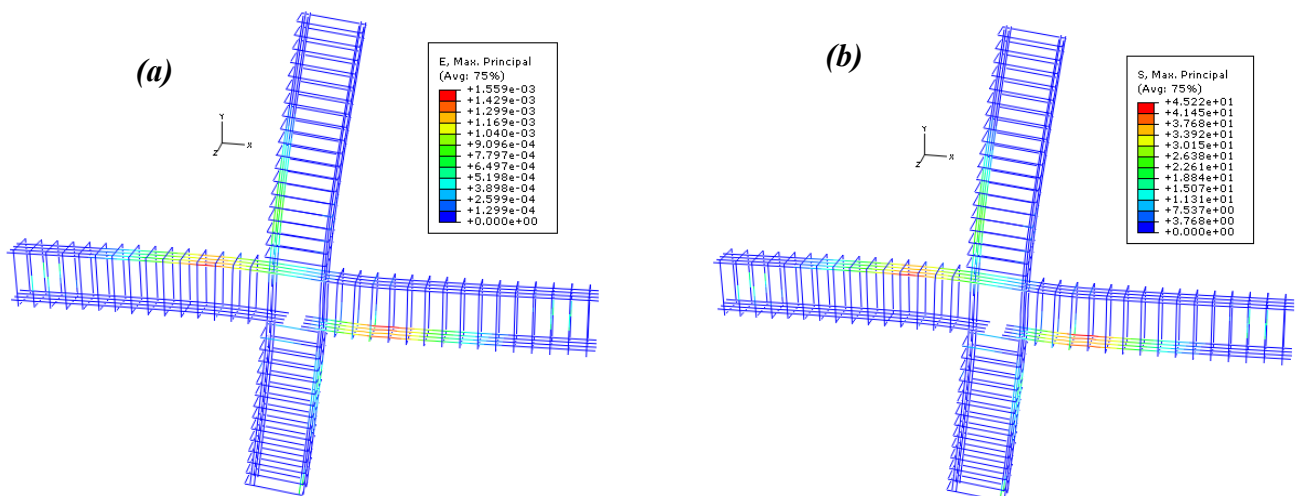 (a)
E, Max. Principal
(Avg: 75%)
+1.559e-03
+1.429e-03
+1.299e-03
+1.169e-03
+1.040e-03
+9.096e-04
+7.797e-04
+6.497e-04
+5.198e-04
+3.898e-04
+2.599e-04
+1.299e-04
+0.000e+00
Y
X
Z
(b)
S, Max. Principal
(Avg: 75%)
+4.522e+01
+4.145e+01
+3.768e+01
+3.392e+01
+3.015e+01
+2.638e+01
+2.261e+01
+1.884e+01
+1.507e+01
+1.131e+01
+7.537e+00
+3.768e+00
+0.000e+00
Y
X
Z